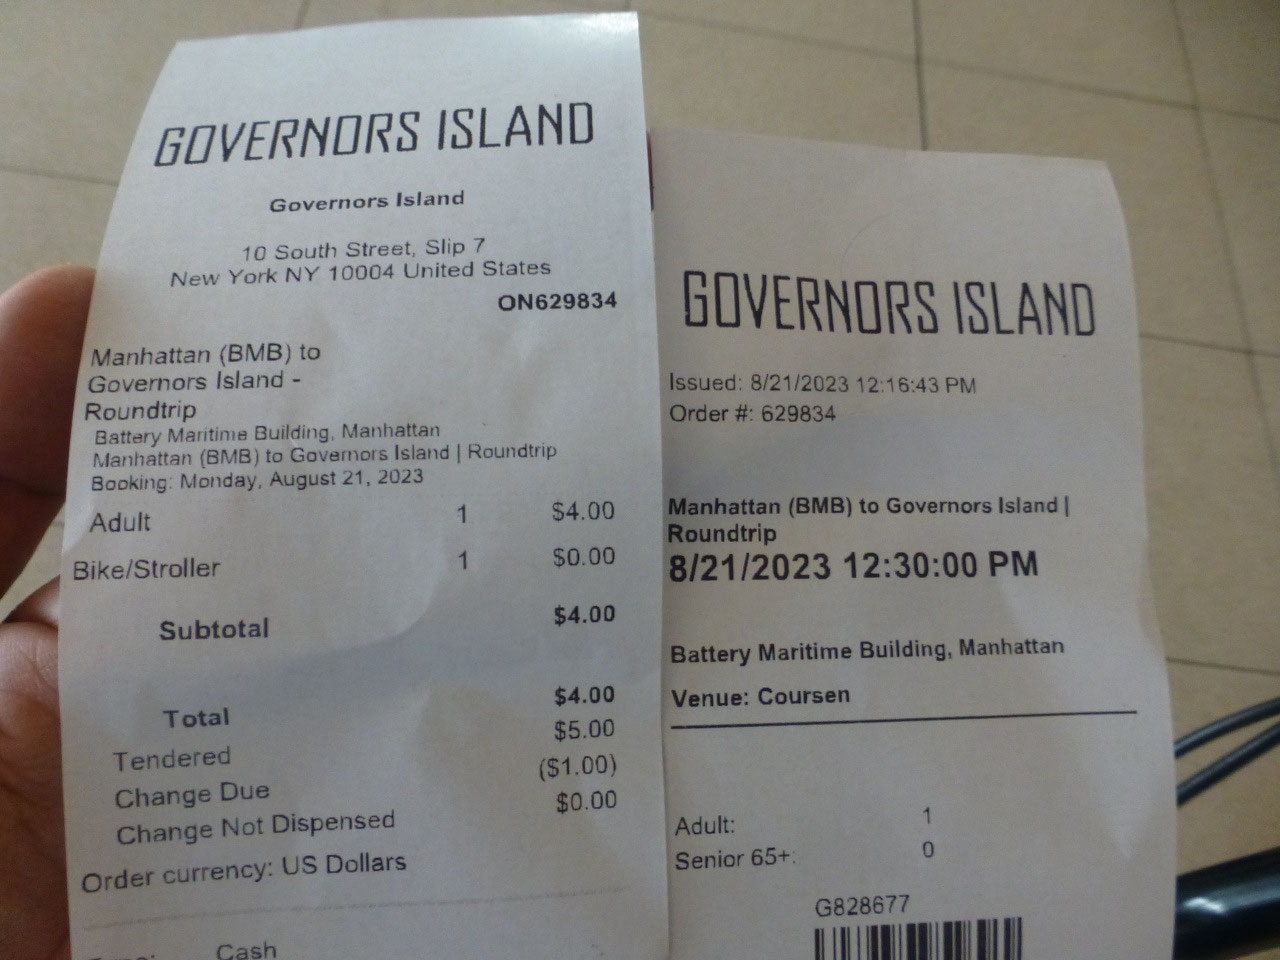 GOVERNORS ISLAND
Governors Island
10 South Street, Slip 7
New York NY 10004 United States
ON629834
Manhattan (BMB) to
Governors Island -
Roundtrip
Battery Maritime Building, Manhattan
Manhattan (BMB) to Governors Island | Roundtrip
Booking: Monday, August 21, 2023
Adult 1 $4.00
Bike/Stroller 1 $0.00
Subtotal $4.00
Total $4.00
Tendered $5.00
Change Due ($1.00)
Change Not Dispensed $0.00
Order currency: US Dollars
Cash
GOVERNORS ISLAND
Issued: 8/21/2023 12:16:43 PM
Order #: 629834
Manhattan (BMB) to Governors Island |
Roundtrip
8/21/2023 12:30:00 PM
Battery Maritime Building, Manhattan
Venue: Coursen
Adult: 1
Senior 65+: 0
G828677